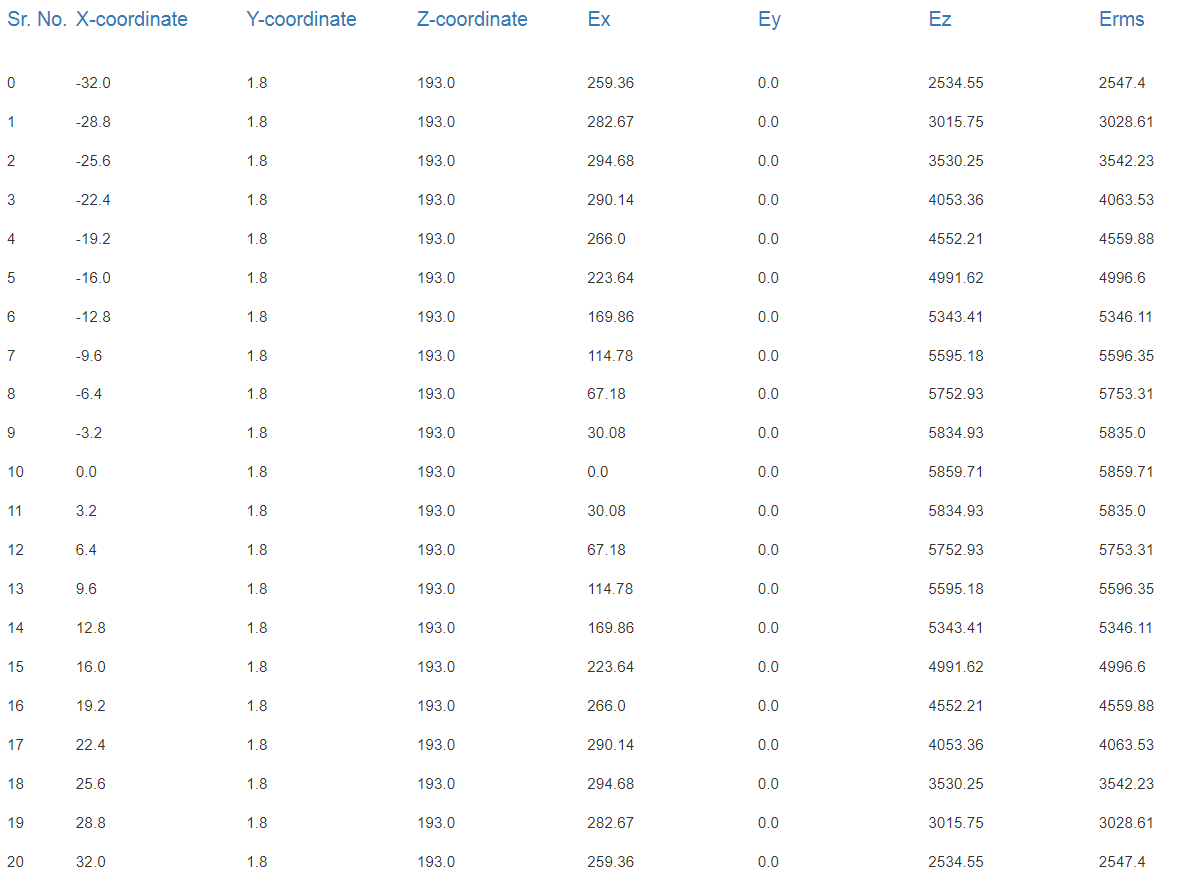 Sr. No. X-coordinate Y-coordinate Z-coordinate Ex Ey Ez Erms
0 -32.0 1.8 193.0 259.36 0.0 2534.55 2547.4
1 -28.8 1.8 193.0 282.67 0.0 3015.75 3028.61
2 -25.6 1.8 193.0 294.68 0.0 3530.25 3542.23
3 -22.4 1.8 193.0 290.14 0.0 4053.36 4063.53
4 -19.2 1.8 193.0 266.0 0.0 4552.21 4559.88
5 -16.0 1.8 193.0 223.64 0.0 4991.62 4996.6
6 -12.8 1.8 193.0 169.86 0.0 5343.41 5346.11
7 -9.6 1.8 193.0 114.78 0.0 5595.18 5596.35
8 -6.4 1.8 193.0 67.18 0.0 5752.93 5753.31
9 -3.2 1.8 193.0 30.08 0.0 5834.93 5835.0
10 0.0 1.8 193.0 0.0 0.0 5859.71 5859.71
11 3.2 1.8 193.0 30.08 0.0 5834.93 5835.0
12 6.4 1.8 193.0 67.18 0.0 5752.93 5753.31
13 9.6 1.8 193.0 114.78 0.0 5595.18 5596.35
14 12.8 1.8 193.0 169.86 0.0 5343.41 5346.11
15 16.0 1.8 193.0 223.64 0.0 4991.62 4996.6
16 19.2 1.8 193.0 266.0 0.0 4552.21 4559.88
17 22.4 1.8 193.0 290.14 0.0 4053.36 4063.53
18 25.6 1.8 193.0 294.68 0.0 3530.25 3542.23
19 28.8 1.8 193.0 282.67 0.0 3015.75 3028.61
20 32.0 1.8 193.0 259.36 0.0 2534.55 2547.4